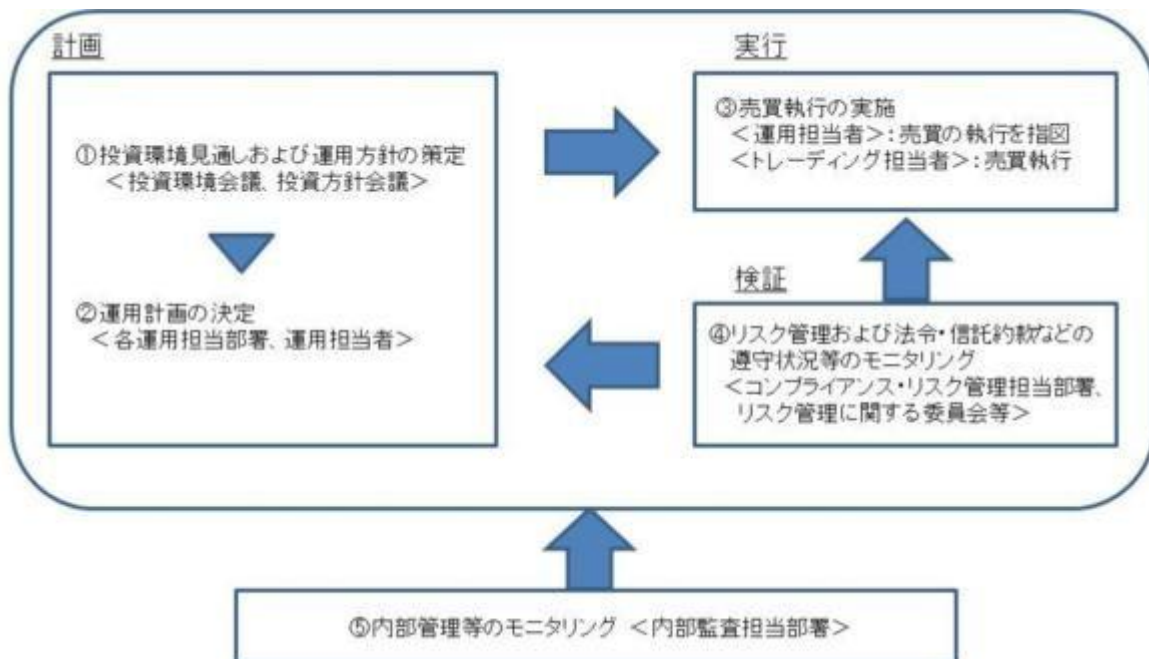 計画
①投資環境見通しおよび運用方針の策定
＜投資環境会議、投資方針会議＞
②運用計画の決定
＜各運用担当部署、運用担当者＞
実行
③売買執行の実施
＜運用担当者＞：売買の執行を指図
＜トレーディング担当者＞：売買執行
検証
④リスク管理および法令・信託約款などの
遵守状況等のモニタリング
＜コンプライアンス・リスク管理担当部署、
リスク管理に関する委員会等＞
⑤内部管理等のモニタリング ＜内部監査担当部署＞